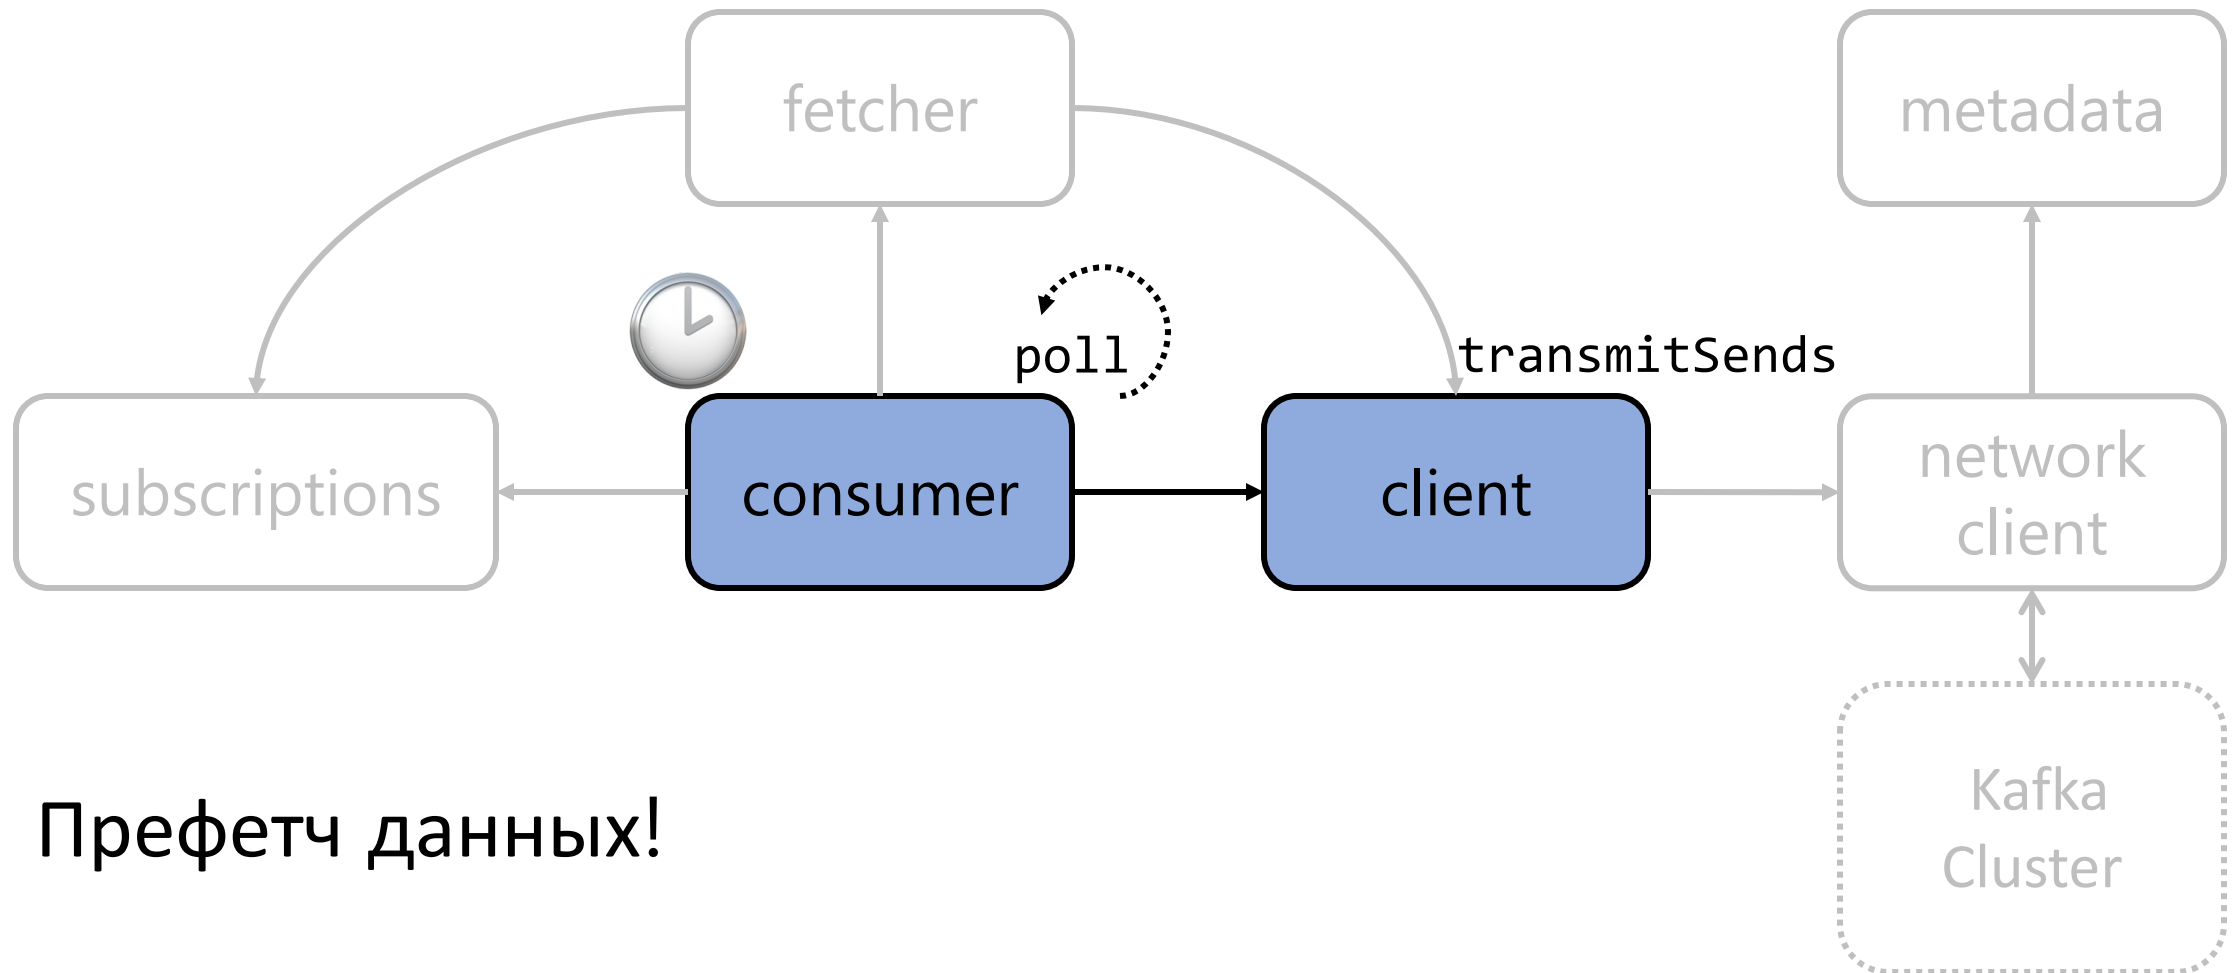 fetcher
metadata
poll
transmitSends
subscriptions
consumer
client
network
client
Префетч данных!
Kafka
Cluster